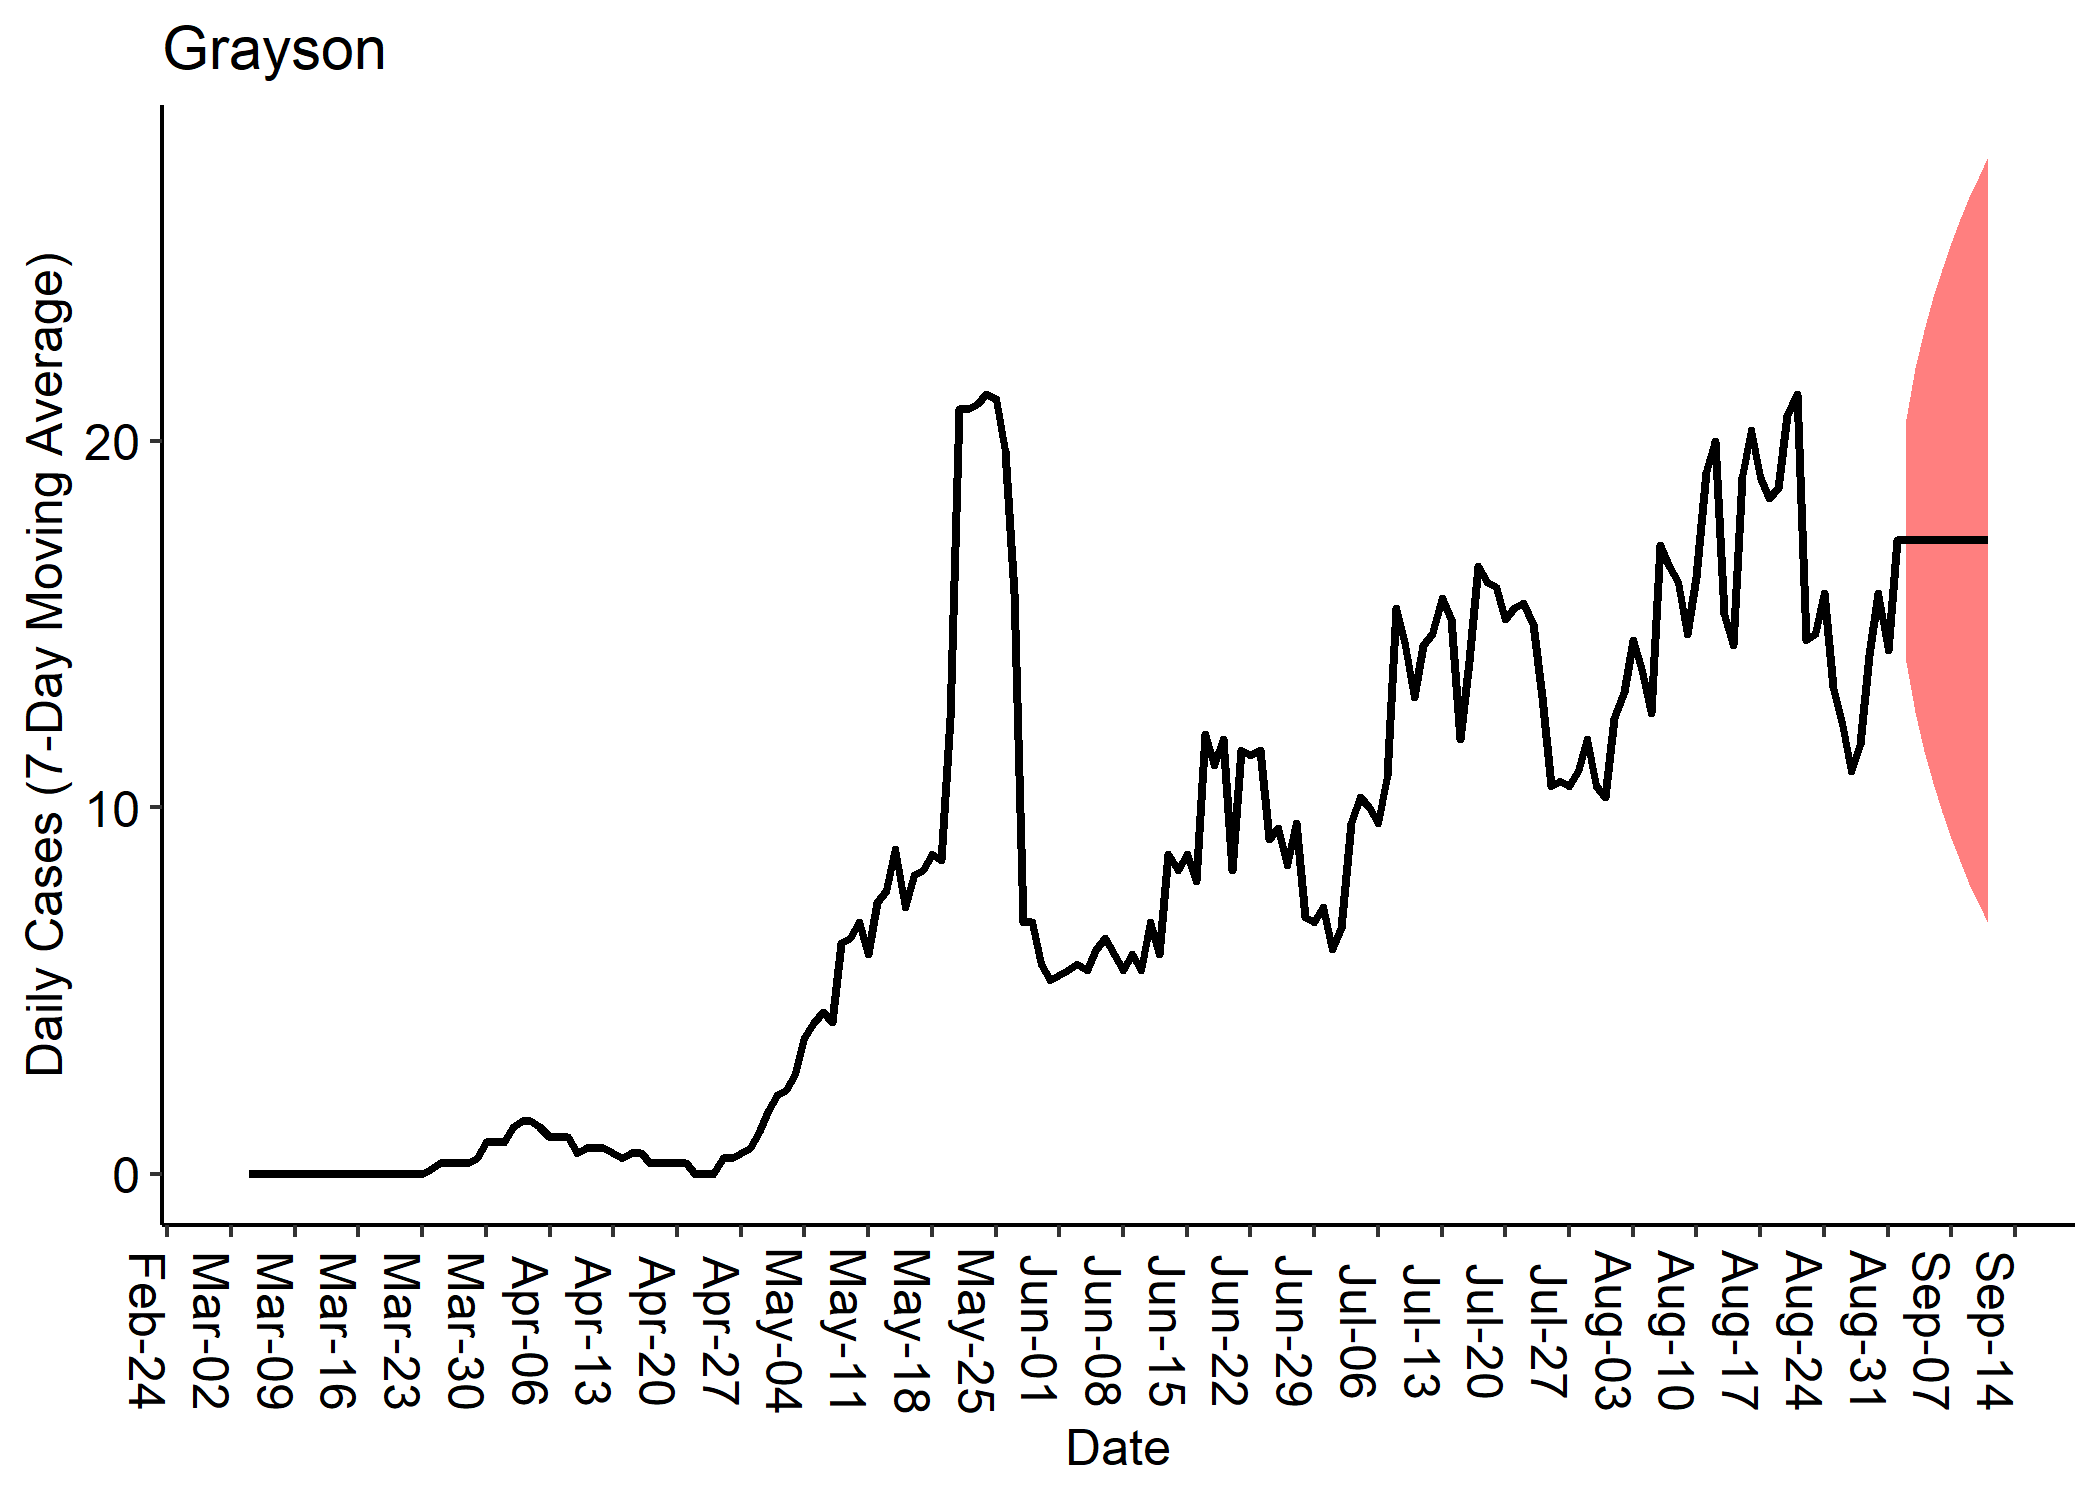 Grayson
Daily Cases (7-Day Moving Average)
20
10
0
Feb-24
Mar-02
Mar-09
Mar-16
Mar-23
Mar-30
Apr-06
Apr-13
Apr-20
Apr-27
May-04
May-11
May-18
May-25
Jun-01
Jun-08
Jun-15
Jun-22
Jun-29
Jul-06
Jul-13
Jul-20
Jul-27
Aug-03
Aug-10
Aug-17
Aug-24
Aug-31
Sep-07
Sep-14
Date